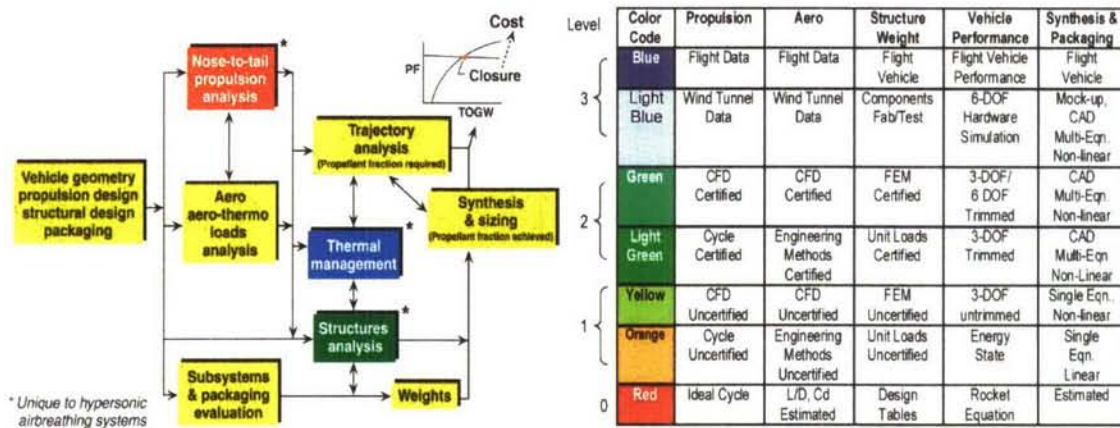 Nose-to-tail
propulsion
analysis
*
Vehicle geometry
propulsion design
structural design
packaging
Aero
aero-thermo
loads
analysis
Trajectory
analysis
(Propellant fraction required)
Thermal
management
*
Structures
analysis
*
Subsystems
& packaging
evaluation
Weights
Synthesis
& sizing
(Propellant fraction achieved)
PF
Cost
Closure
TOGW
* Unique to hypersonic
airbreathing systems
Level
3
2
1
0
Color
Code
Propulsion
Aero
Structure
Weight
Vehicle
Performance
Synthesis &
Packaging
Blue
Flight Data
Flight Data
Flight
Vehicle
Flight Vehicle
Performance
Flight
Vehicle
Light
Blue
Wind Tunnel
Data
Wind Tunnel
Data
Components
Fab/Test
6-DOF
Hardware
Simulation
Mock-up,
CAD
Multi-Eqn.
Non-linear
Green
CFD
Certified
CFD
Certified
FEM
Certified
3-DOF/
6 DOF
Trimmed
CAD
Multi-Eqn.
Non-linear
Light
Green
Cycle
Certified
Engineering
Methods
Certified
Unit Loads
Certified
3-DOF
Trimmed
CAD
Multi-Eqn
Non-Linear
Yellow
CFD
Uncertified
CFD
Uncertified
FEM
Uncertified
3-DOF
untrimmed
Single Eqn..
Non-linear
Orange
Cycle
Uncertified
Engineering
Methods
Uncertified
Unit Loads
Uncertified
Energy
State
Single
Eqn.
Linear
Red
Ideal Cycle
L/D, Cd
Estimated
Design
Tables
Rocket
Equation
Estimated